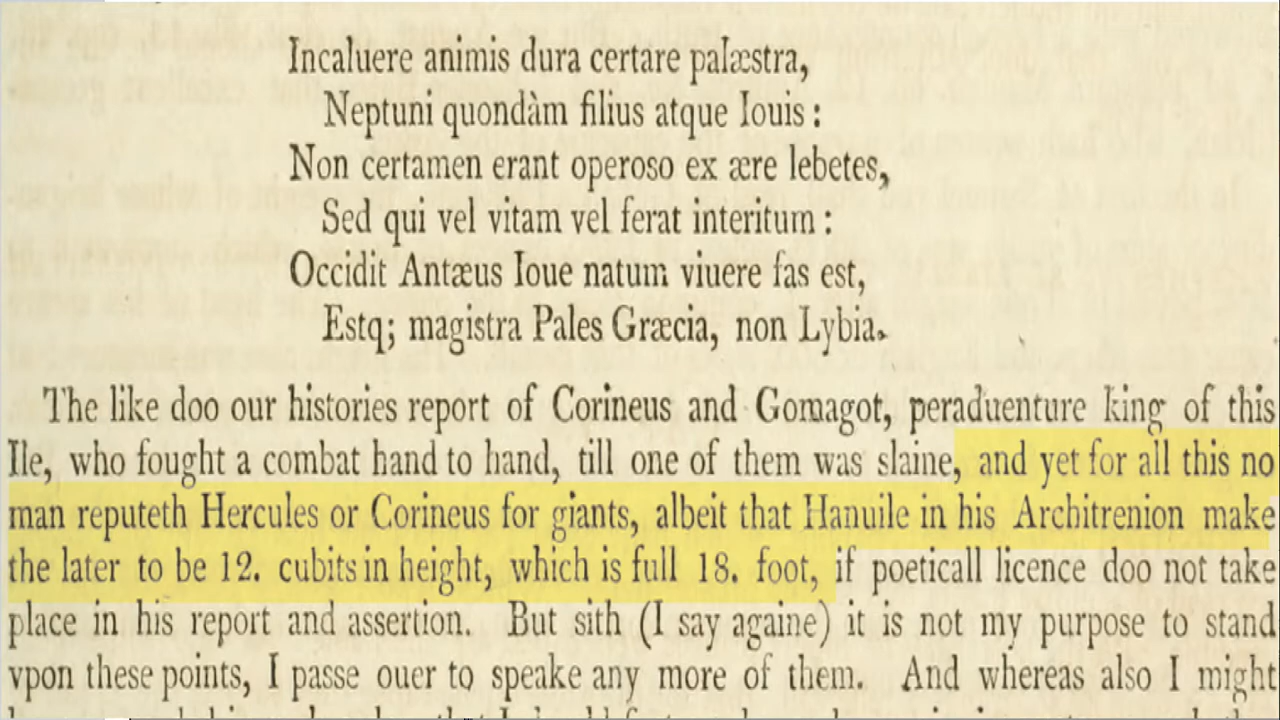 Incaluere animis dura certare palæstra,
Neptuni quondàm filius atque Iouis :
Non certamen erant operoso ex ære lebetes,
Sed qui vel vitam vel ferat interitum :
Occidit Antæus Ioue natum viuere fas est,
Estq; magistra Pales Græcia, non Lybia.
The like doo our histories report of Corineus and Gomagot, peraduenture king of this
Ile, who fought a combat hand to hand, till one of them was slaine, and yet for all this no
man reputeth Hercules or Corineus for giants, albeit that Hanuile in his Architrenion make
the later to be 12. cubits in height, which is full 18. foot, if poeticall licence doo not take
place in his report and assertion. But sith (I say againe) it is not my purpose to stand
vpon these points, I passe ouer to speake any more of them. And whereas also I might